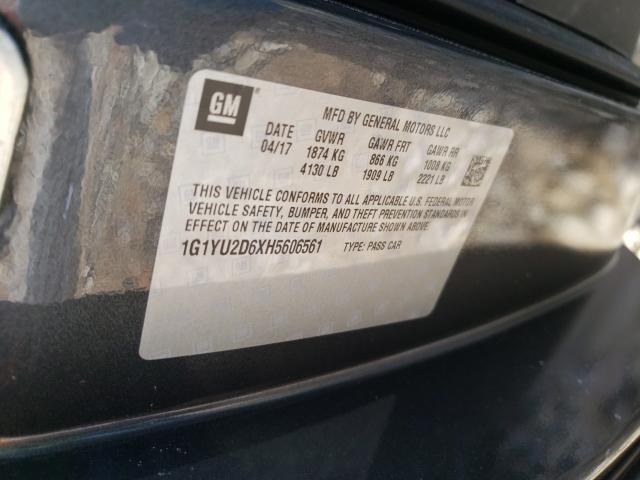 GM
MFD BY GENERAL MOTORS LLC
DATE GVWR GAWR FRT GAWR RR
04/17 1874 KG 866 KG 1008 KG
4130 LB 1909 LB 2221 LB
THIS VEHICLE CONFORMS TO ALL APPLICABLE U.S. FEDERAL MOTOR
VEHICLE SAFETY, BUMPER, AND THEFT PREVENTION STANDARDS IN
EFFECT ON THE DATE OF MANUFACTURE SHOWN ABOVE.
1G1YU2D6XH5606561 TYPE: PASS CAR